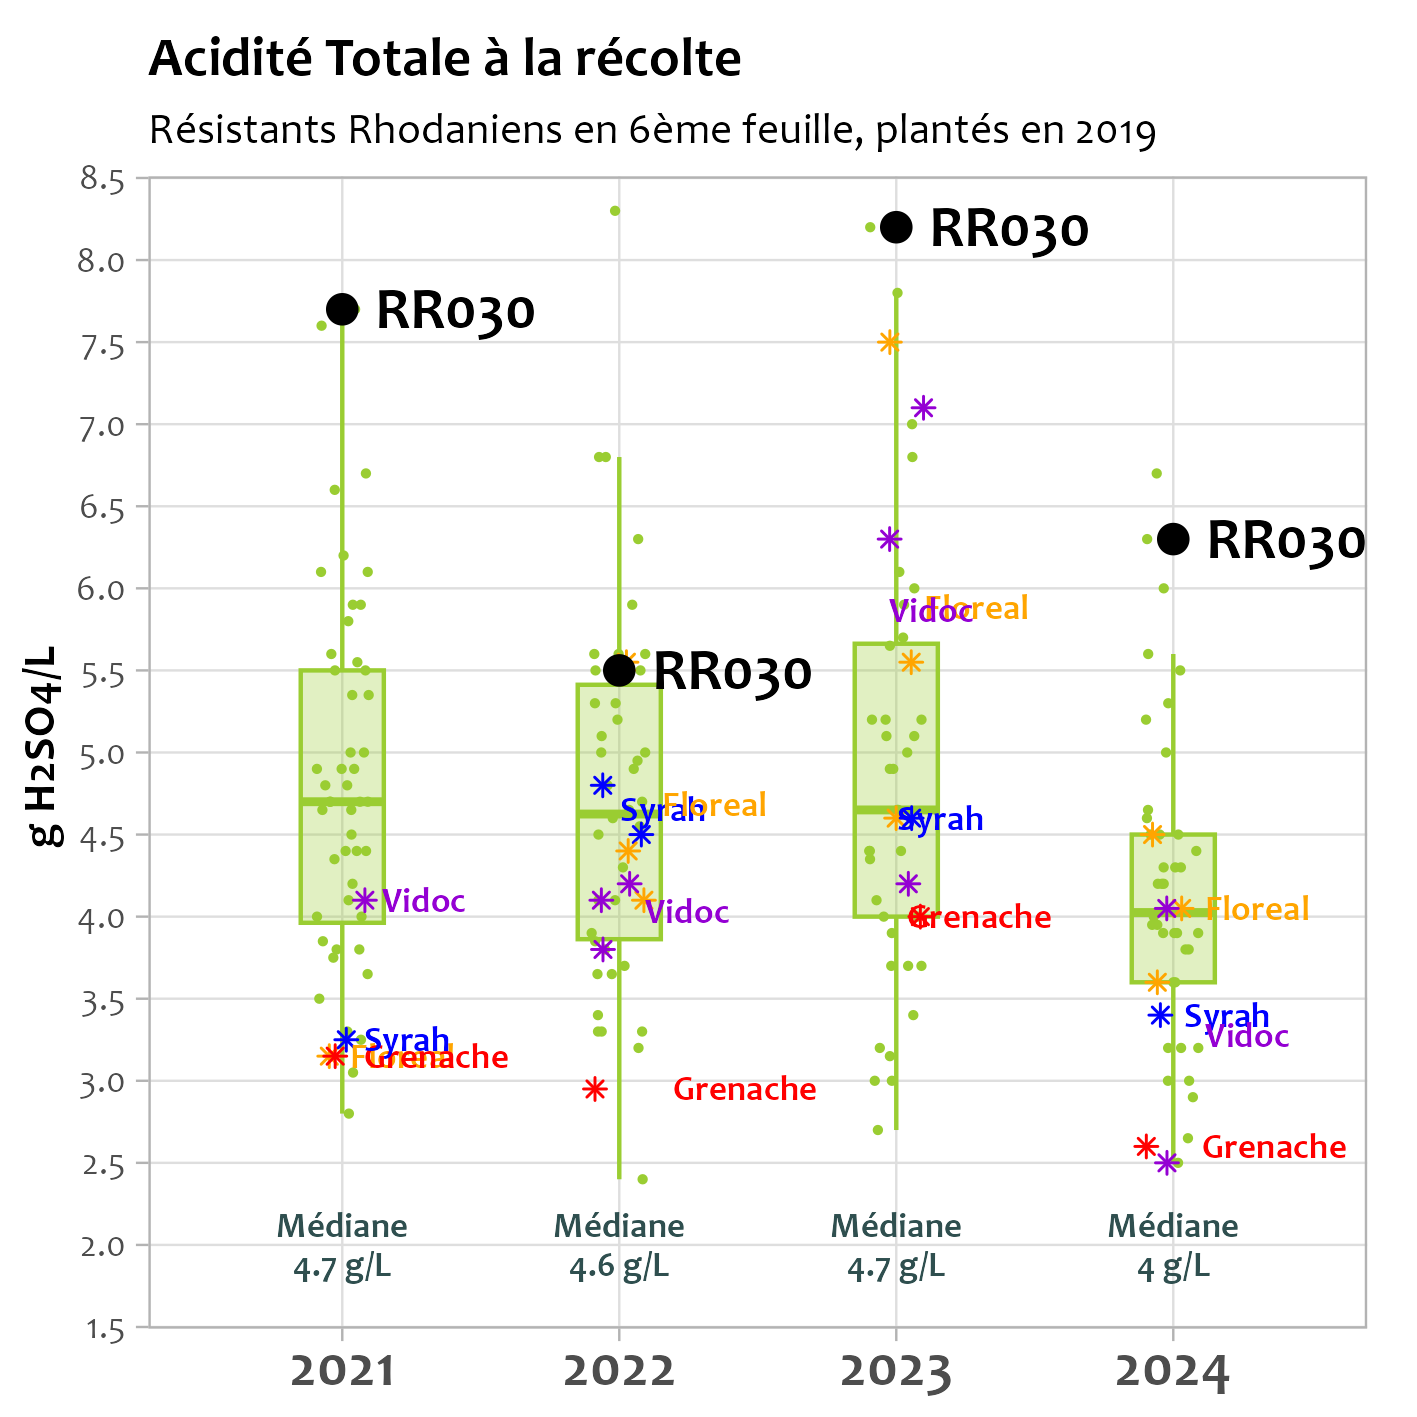 Acidité Totale à la récolte
Résistants Rhodaniens en 6ème feuille, plantés en 2019
g H2SO4/L
8.5
8.0
7.5
7.0
6.5
6.0
5.5
5.0
4.5
4.0
3.5
3.0
2.5
2.0
1.5
RR030
Vidoc
Syrah
Floreal
Grenache
Médiane
4.7 g/L
RR030
Syrah
Floreal
Vidoc
Grenache
Médiane
4.6 g/L
RR030
Vidoc
Floreal
Syrah
Grenache
Médiane
4.7 g/L
RR030
Floreal
Syrah
Vidoc
Grenache
Médiane
4 g/L
2021
2022
2023
2024